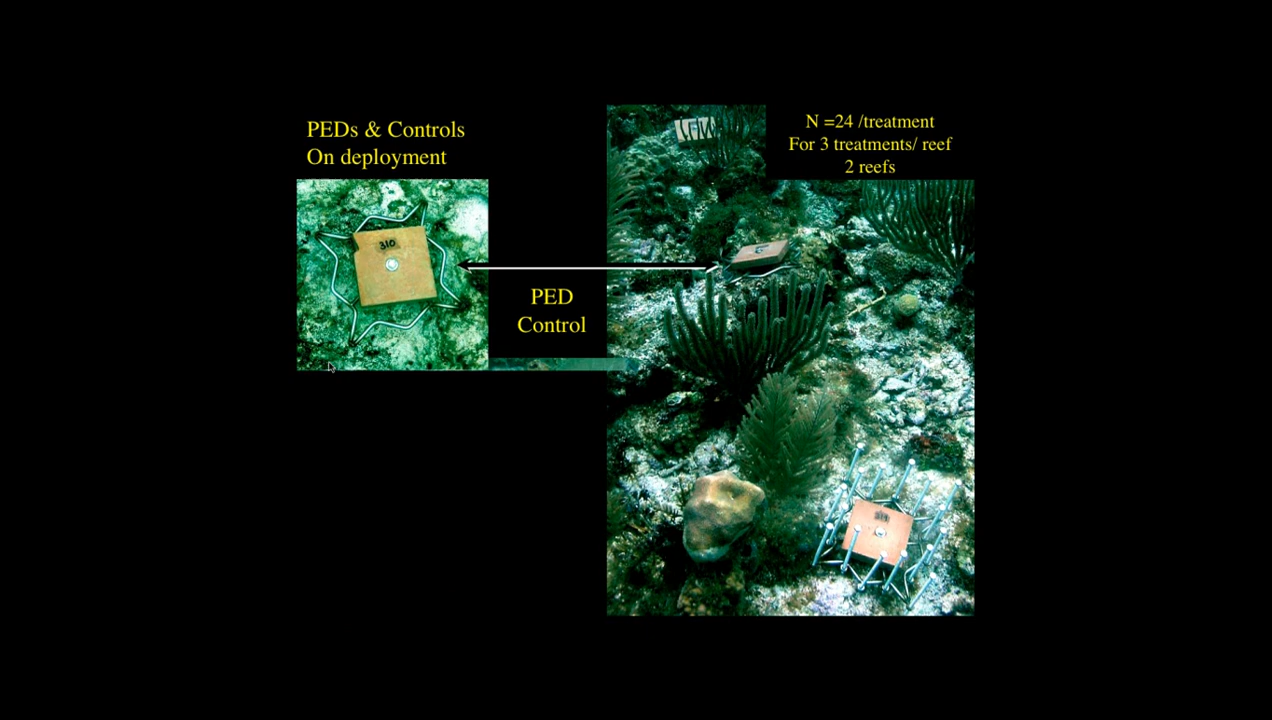 PEDs & Controls
On deployment
N =24 /treatment
For 3 treatments/ reef
2 reefs
310
PED
Control